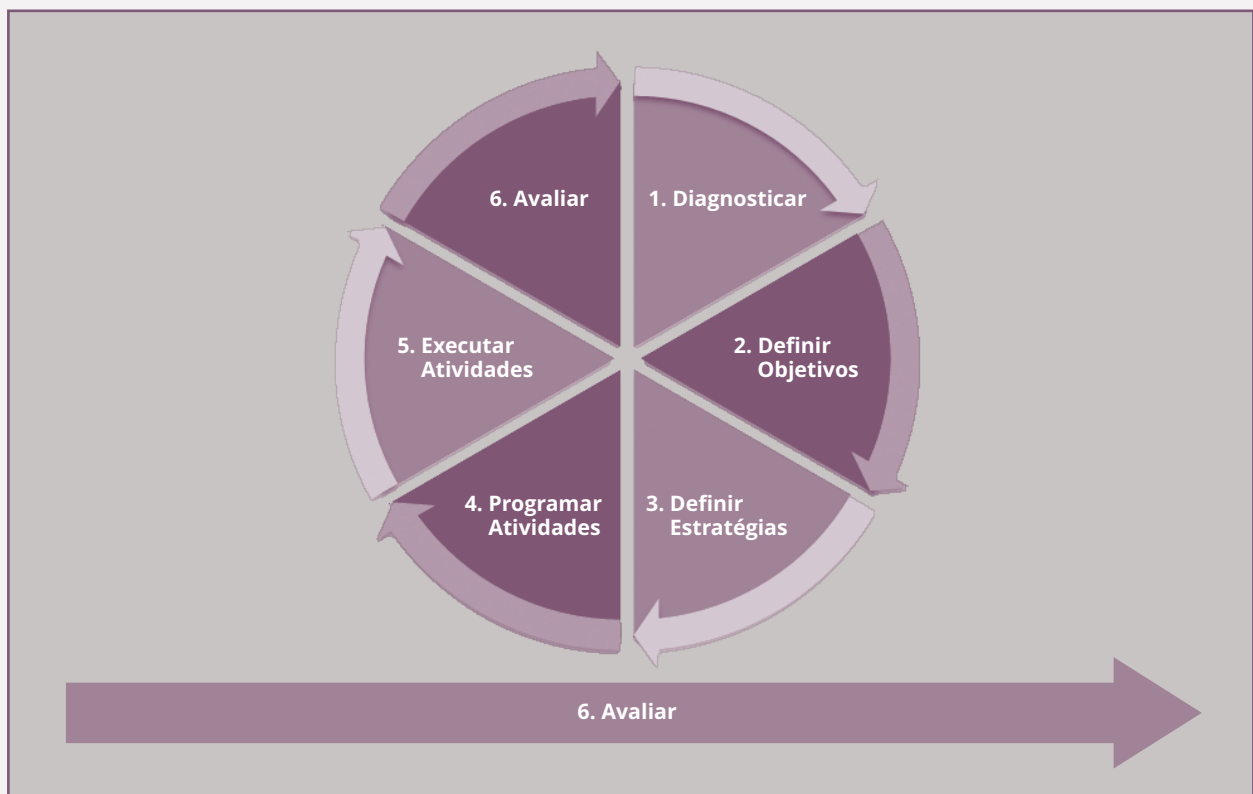 1. Diagnosticar
2. Definir
Objetivos
3. Definir
Estratégias
4. Programar
Atividades
5. Executar
Atividades
6. Avaliar
6. Avaliar